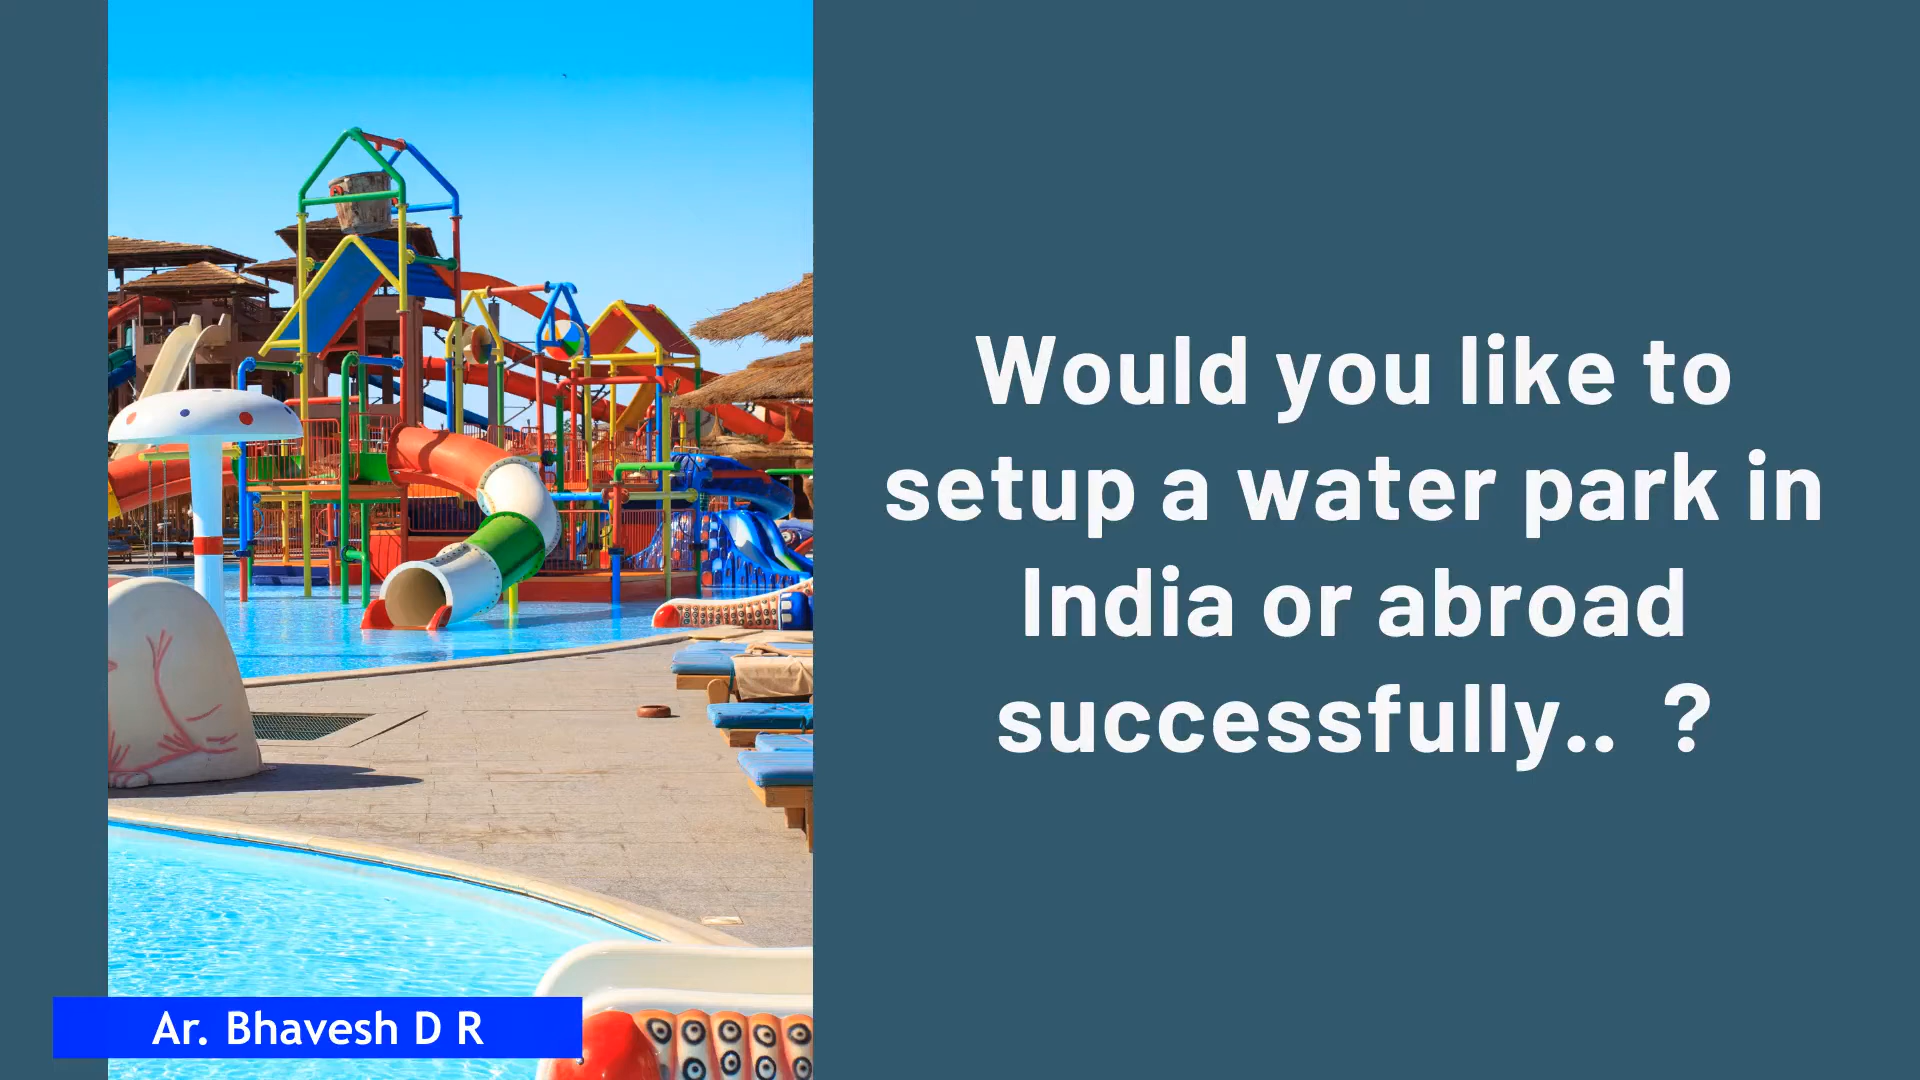 Would you like to
setup a water park in
India or abroad
successfully..  ?
Ar. Bhavesh D R